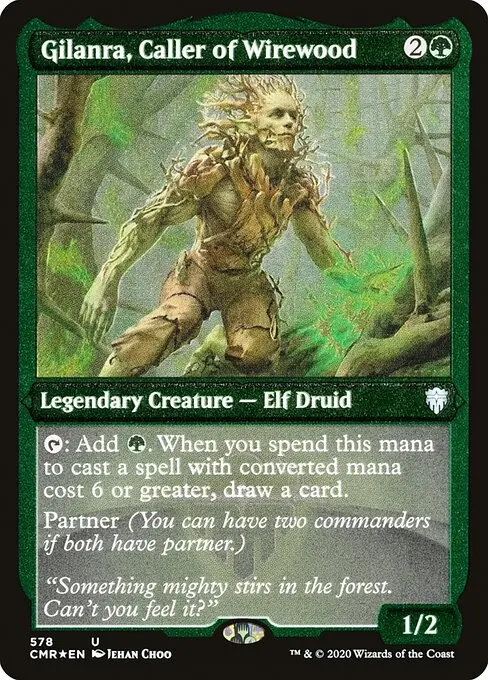 Gilanra, Caller of Wirewood 2
Legendary Creature — Elf Druid
: Add . When you spend this mana
to cast a spell with converted mana
cost 6 or greater, draw a card.
Partner (You can have two commanders
if both have partner.)
“Something mighty stirs in the forest.
Can’t you feel it?”
1/2
578 U
CMR★EN Jehan Choo
™ & © 2020 Wizards of the Coast